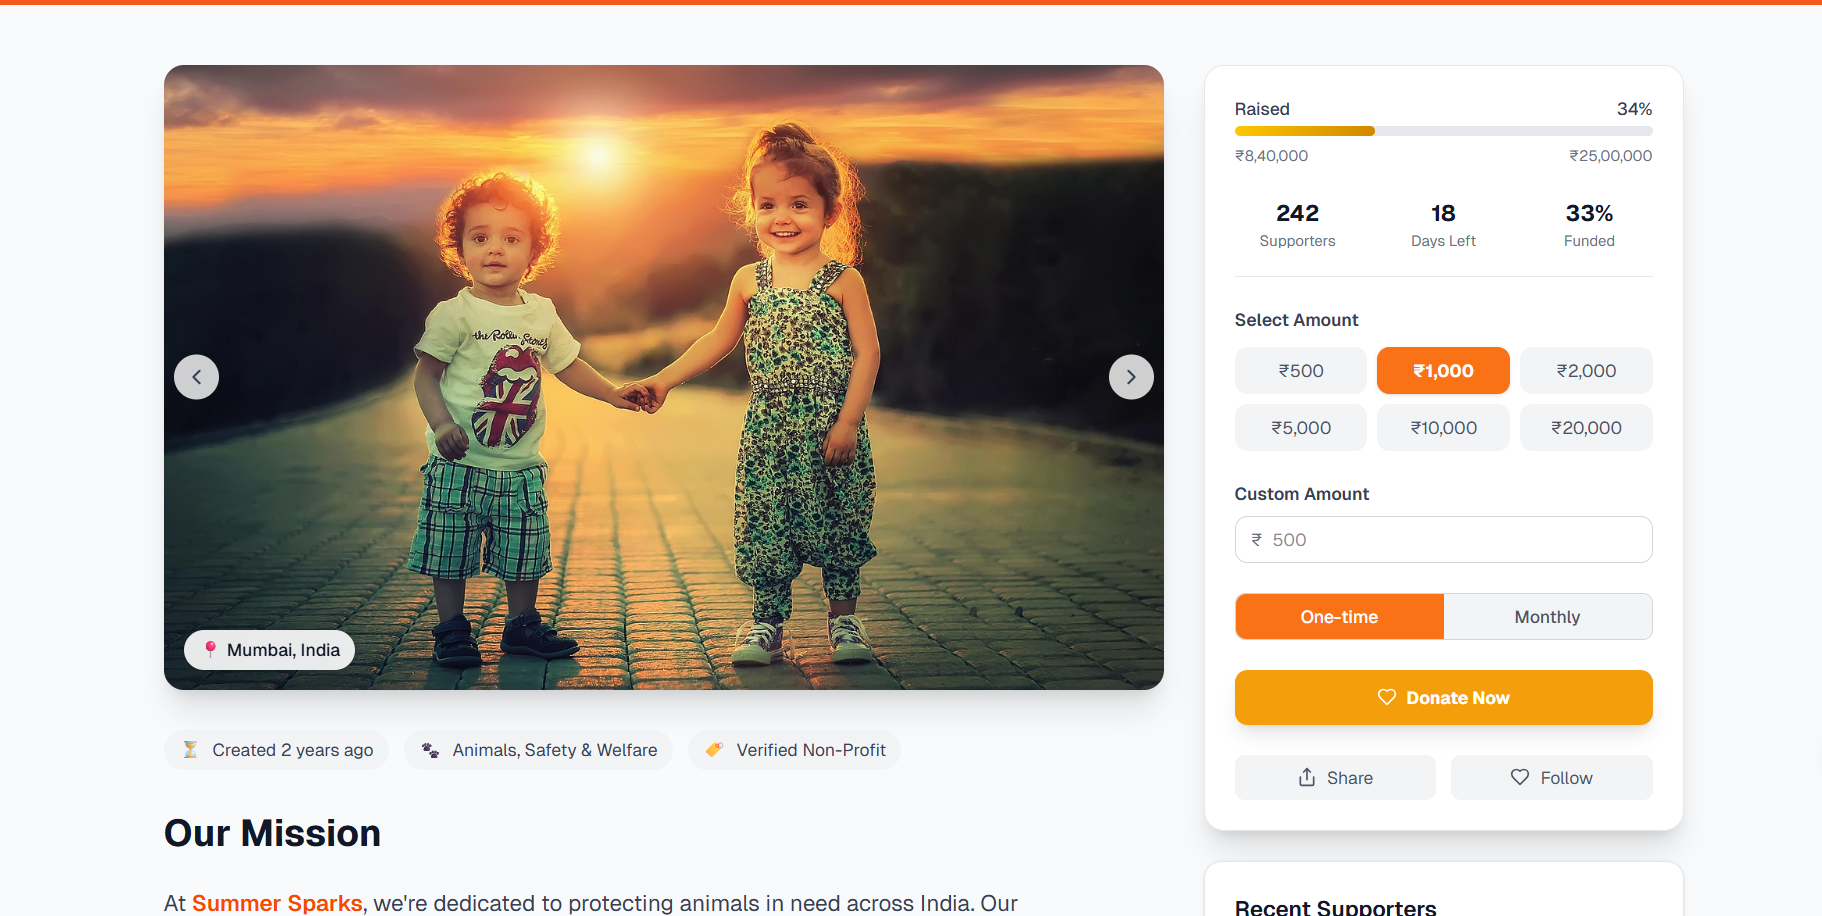 the Rolling Stones
📍 Mumbai, India
⏳ Created 2 years ago
🐾 Animals, Safety & Welfare
🏷️ Verified Non-Profit
Our Mission
At Summer Sparks, we're dedicated to protecting animals in need across India. Our
Raised 34%
₹8,40,000 ₹25,00,000
242 18 33%
Supporters Days Left Funded
Select Amount
₹500 ₹1,000 ₹2,000
₹5,000 ₹10,000 ₹20,000
Custom Amount
₹ 500
One-time Monthly
Donate Now
Share Follow
Recent Supporters